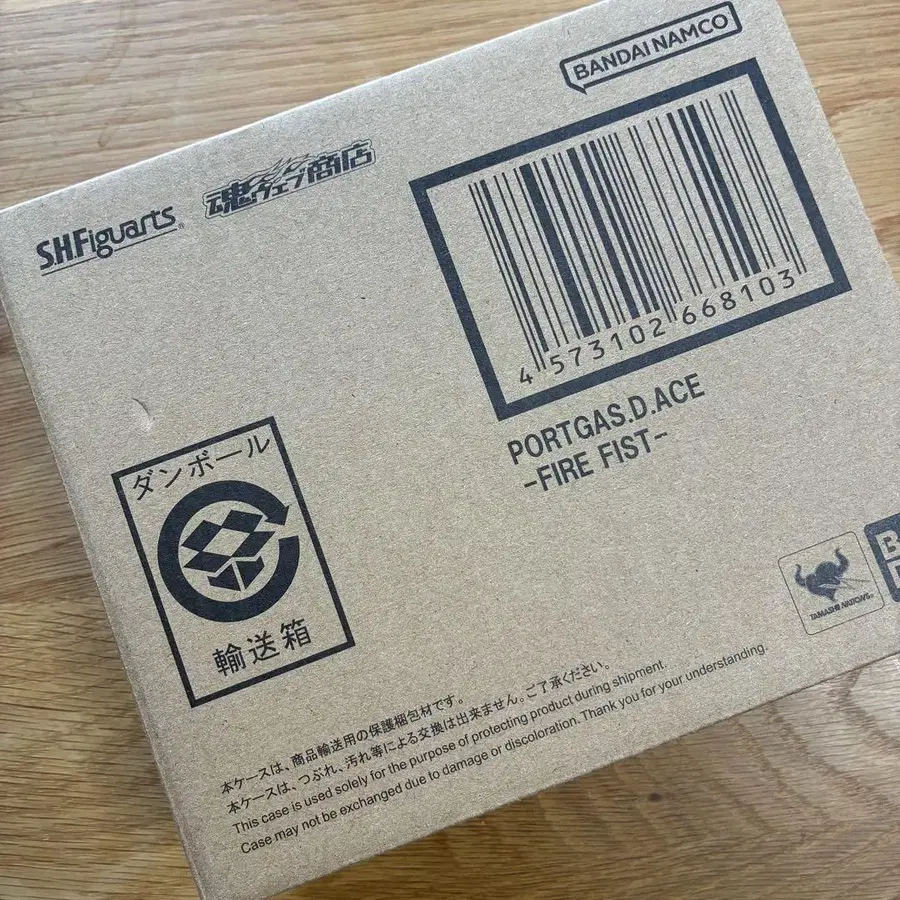 BANDAI NAMCO
S.H.Figuarts®
魂ウェブ商店
4 573102 668103
PORTGAS.D.ACE
-FIRE FIST-
ダンボール
輸送箱
TAMASHII NATIONS®
本ケースは、商品輸送用の保護梱包材です。
本ケースは、つぶれ、汚れ等による交換は出来ません。ご了承ください。
This case is used solely for the purpose of protecting product during shipment.
Case may not be exchanged due to damage or discoloration. Thank you for your understanding.